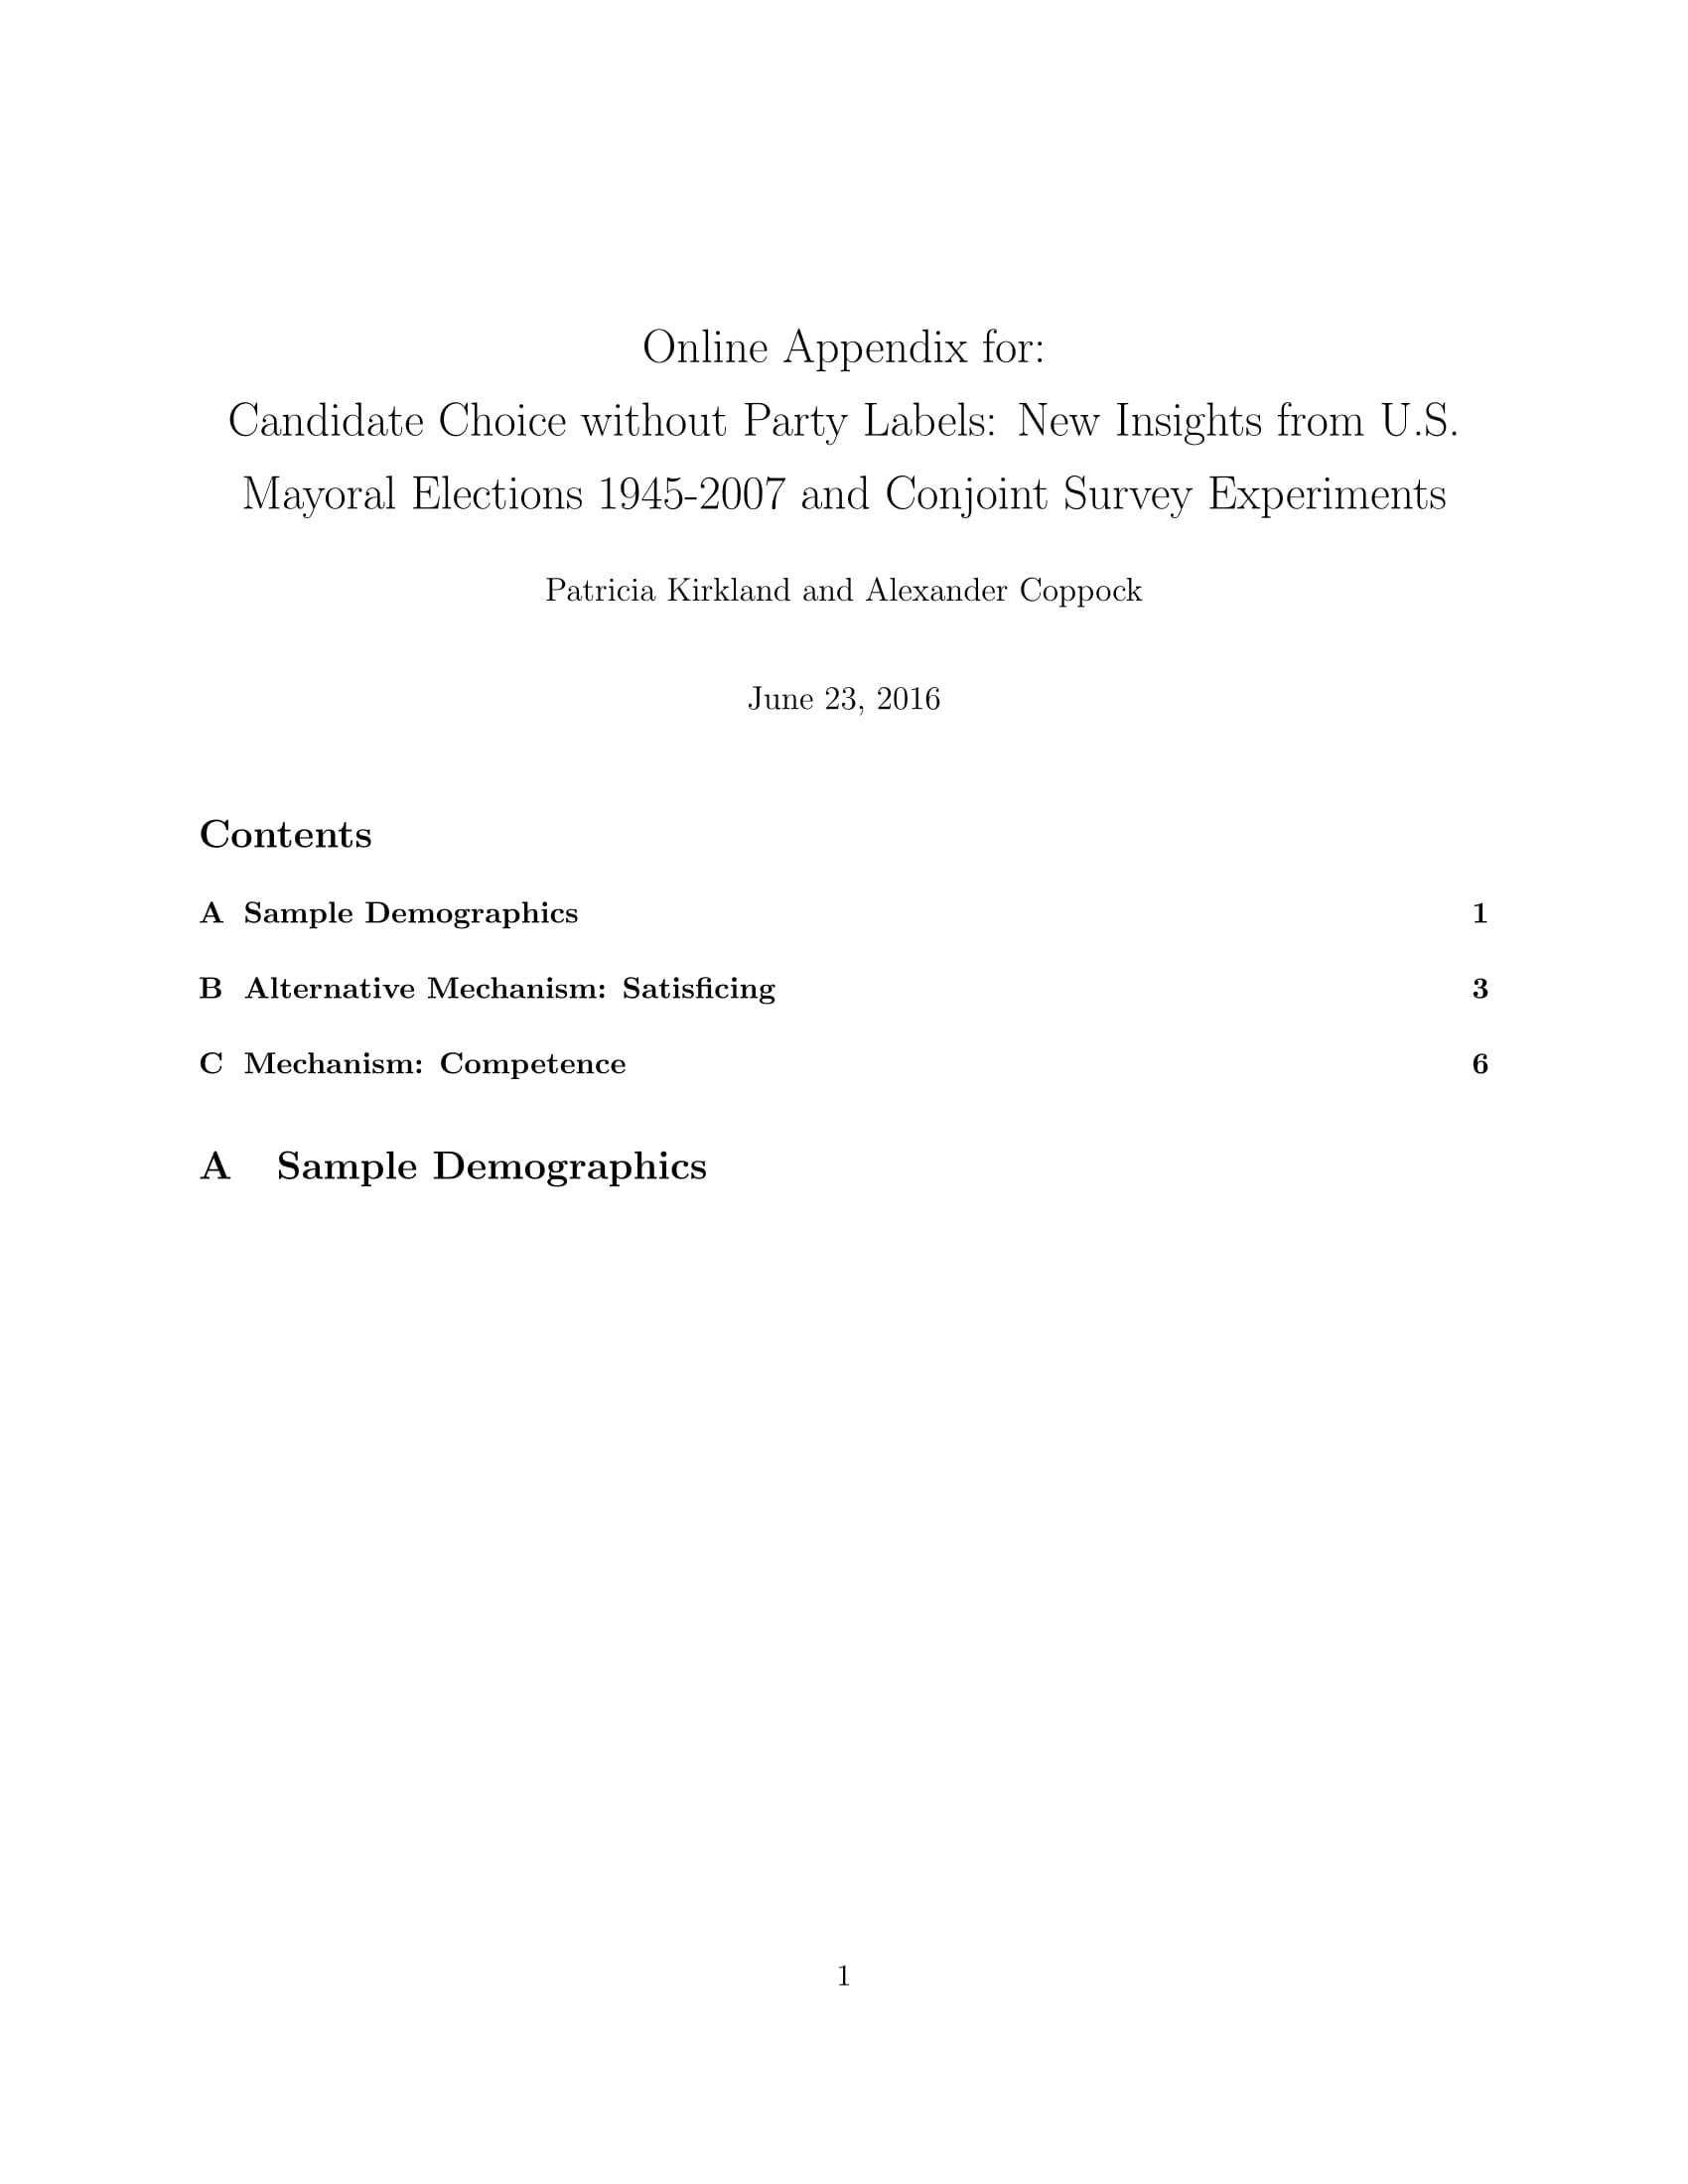 Online Appendix for:
Candidate Choice without Party Labels: New Insights from U.S.
Mayoral Elections 1945-2007 and Conjoint Survey Experiments
Patricia Kirkland and Alexander Coppock
June 23, 2016
Contents
A Sample Demographics 1
B Alternative Mechanism: Satisficing 3
C Mechanism: Competence 6
A Sample Demographics
1